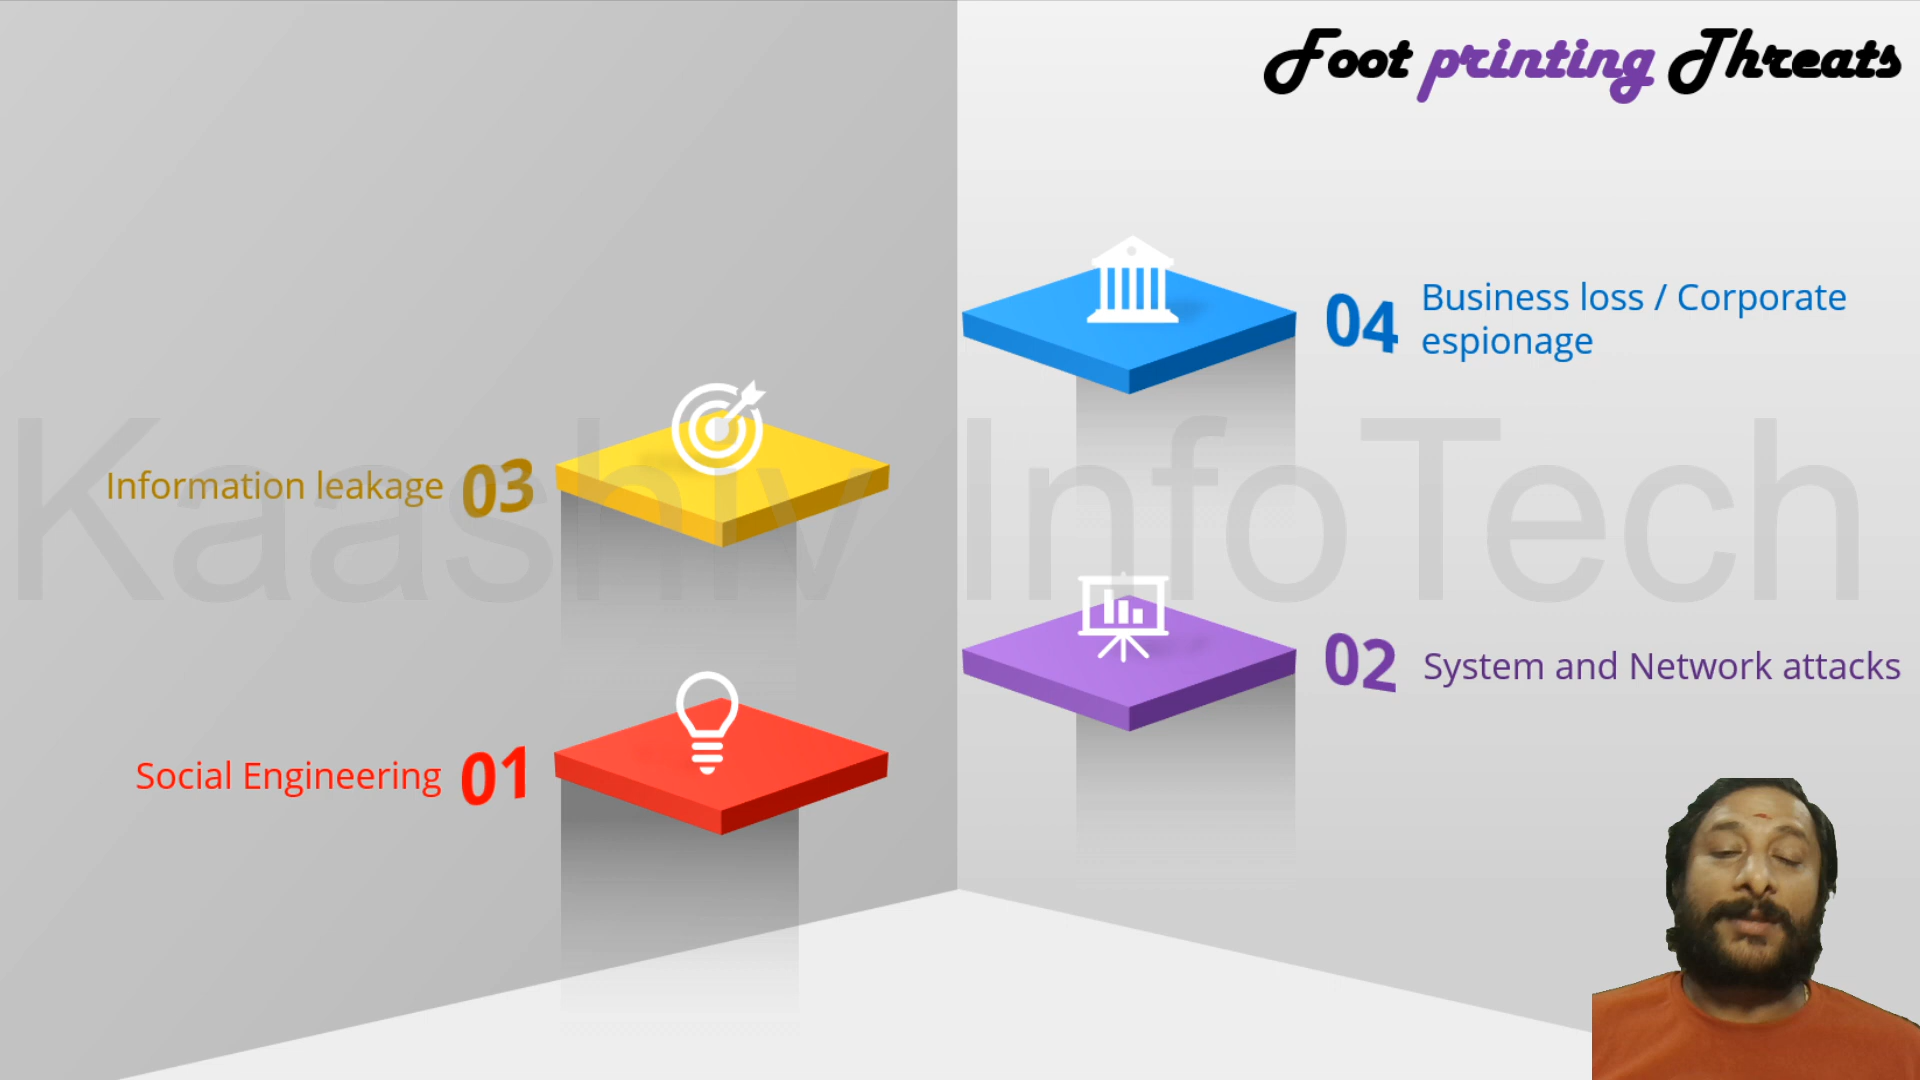 Foot printing Threats
04
Business loss / Corporate
espionage
Information leakage 03
Kaashiv InfoTech
02 System and Network attacks
Social Engineering 01